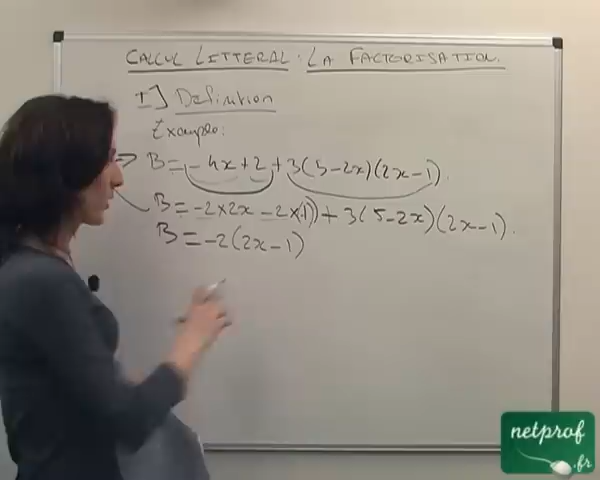 CALCUL LITTERAL : LA FACTORISATION.
I] Définition
Exemple:
=> B = -4x + 2 + 3(5-2x)(2x-1).
B = -2×2x - 2×(-1) + 3(5-2x)(2x-1).
B = -2(2x-1)
netprof
.fr